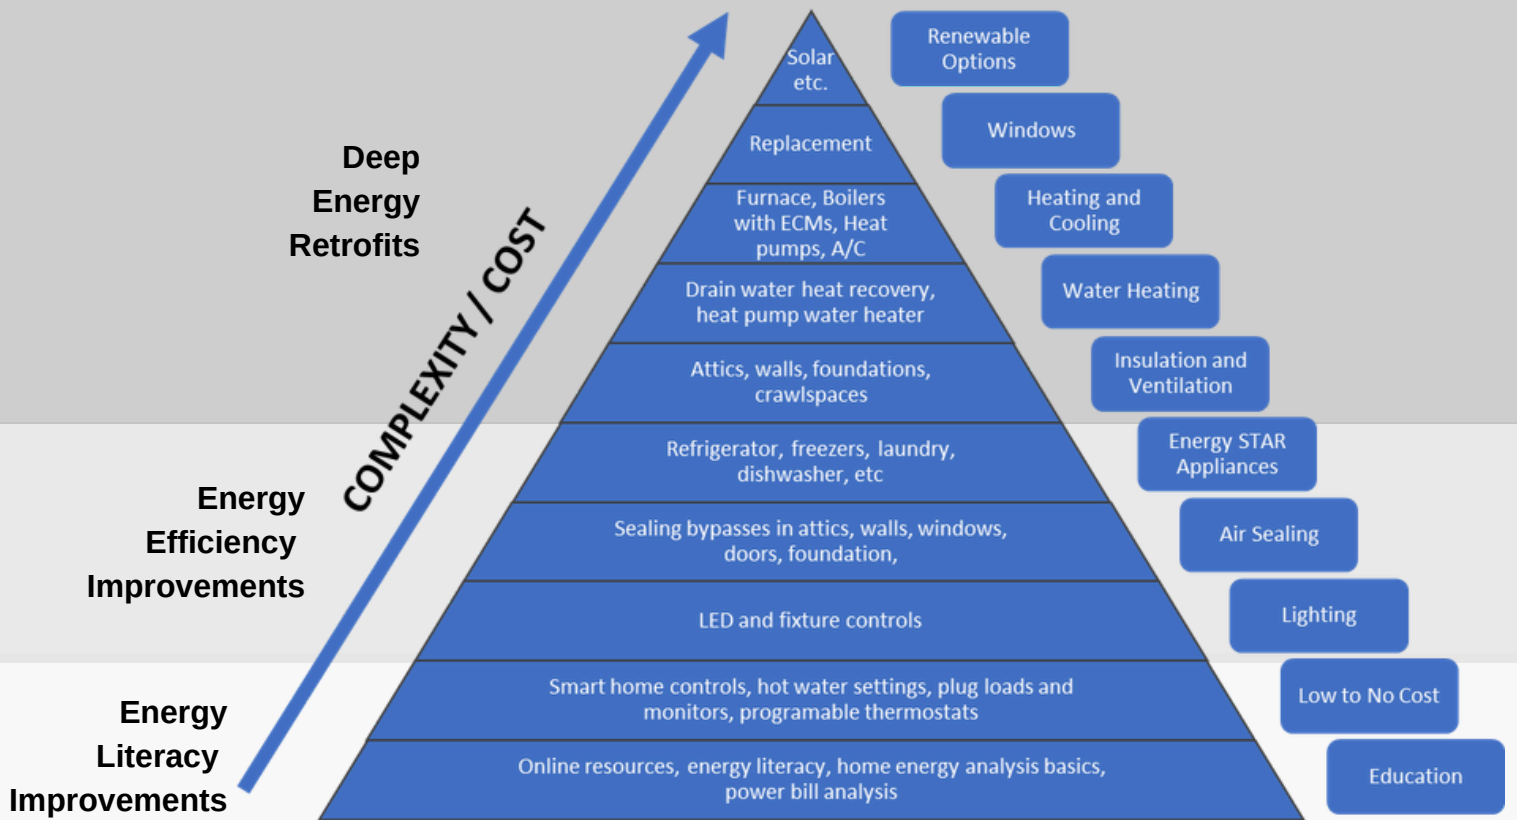 Solar
etc.
Renewable
Options
Replacement
Windows
Deep
Energy
Retrofits
Furnace, Boilers
with ECMs, Heat
pumps, A/C
Heating and
Cooling
COMPLEXITY / COST
Drain water heat recovery,
heat pump water heater
Water Heating
Attics, walls, foundations,
crawlspaces
Insulation and
Ventilation
Energy
Efficiency
Improvements
Refrigerator, freezers, laundry,
dishwasher, etc
Energy STAR
Appliances
Sealing bypasses in attics, walls, windows,
doors, foundation,
Air Sealing
LED and fixture controls
Lighting
Energy
Literacy
Improvements
Smart home controls, hot water settings, plug loads and
monitors, programable thermostats
Low to No Cost
Online resources, energy literacy, home energy analysis basics,
power bill analysis
Education